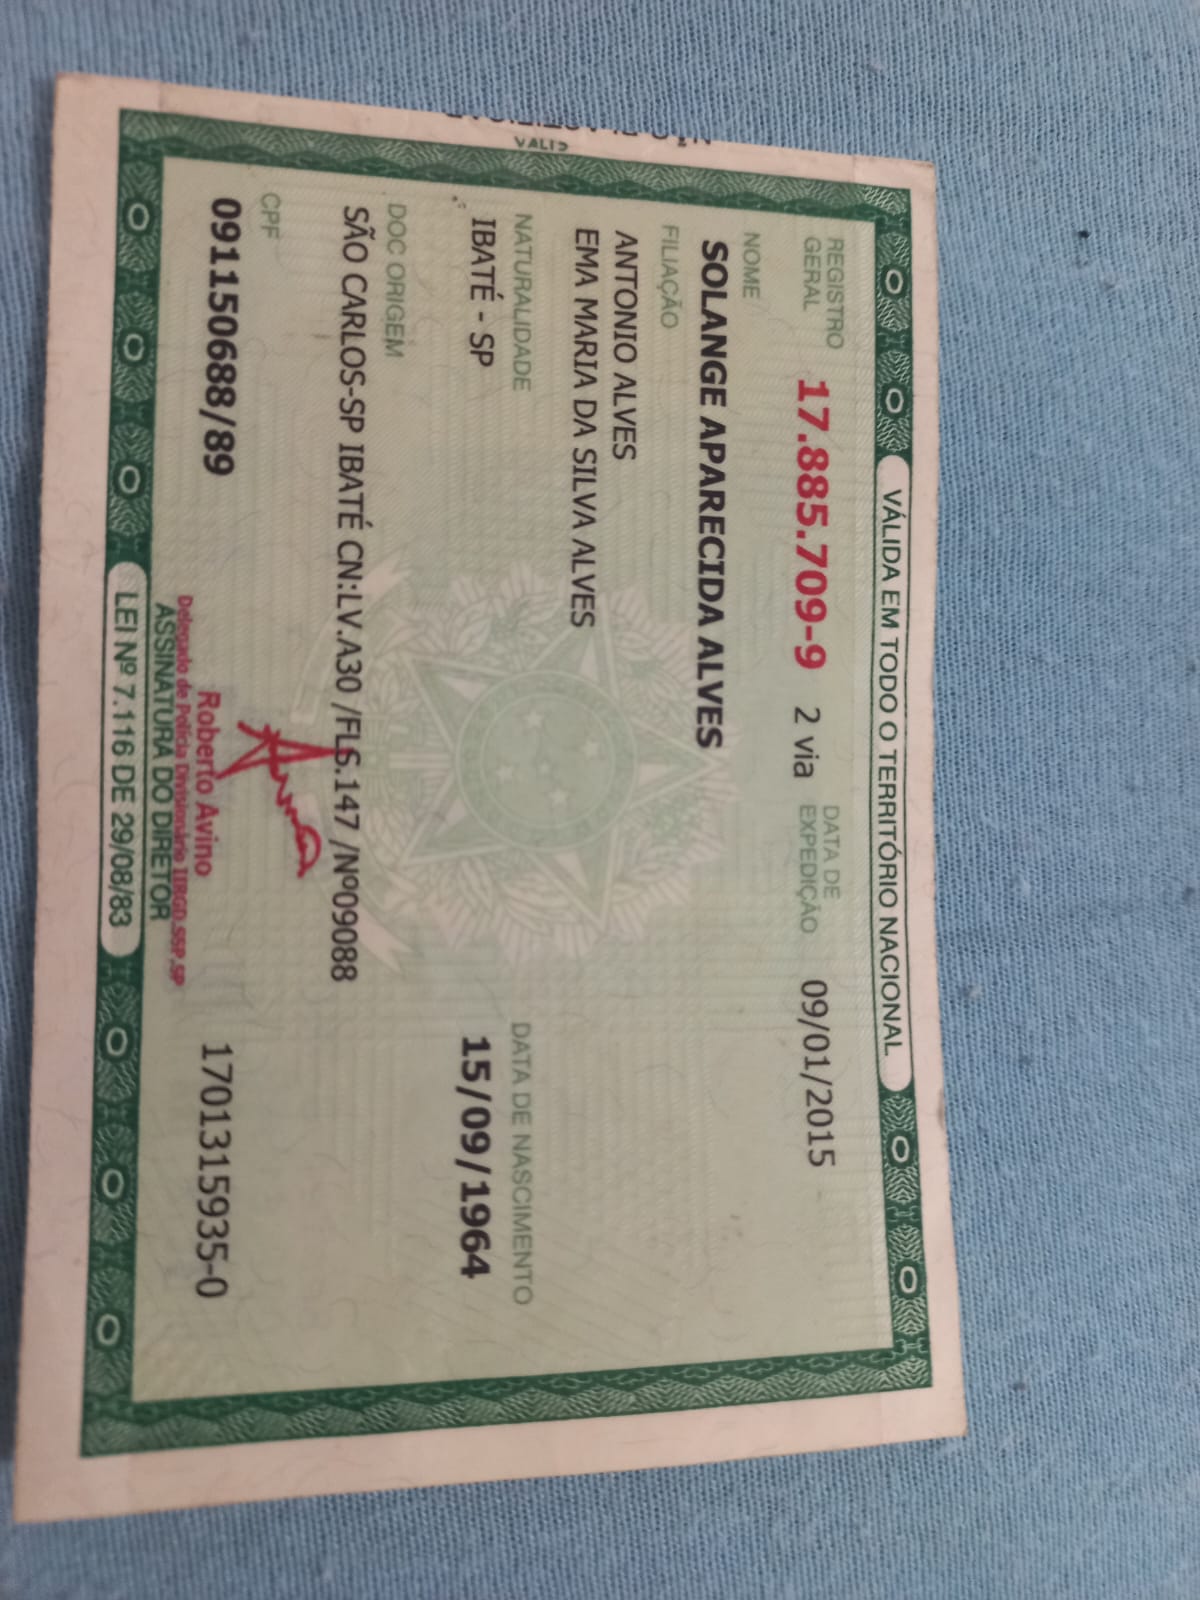 VALID
VÁLIDA EM TODO O TERRITÓRIO NACIONAL
REGISTRO GERAL 17.885.709-9 2 via DATA DE EXPEDIÇÃO 09/01/2015
NOME
SOLANGE APARECIDA ALVES
FILIAÇÃO
ANTONIO ALVES
EMA MARIA DA SILVA ALVES
NATURALIDADE DATA DE NASCIMENTO
IBATÉ - SP 15/09/1964
DOC ORIGEM
SÃO CARLOS-SP IBATÉ CN:LV.A30 /FLS.147 /Nº09088
CPF
091150688/89 1701315935-0
Roberto Avino
Delegado de Polícia Divisionário IIRGD.SSP.SP
ASSINATURA DO DIRETOR
LEI Nº 7.116 DE 29/08/83